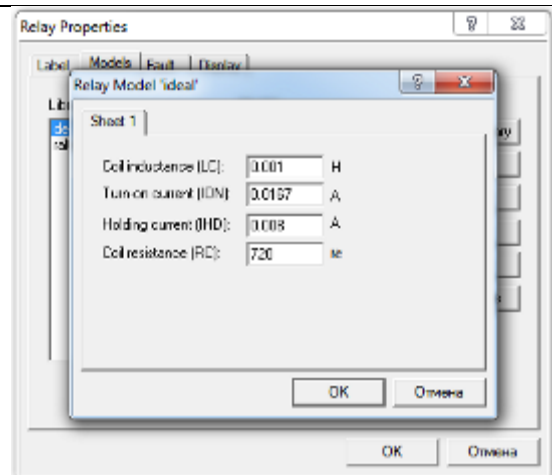 Relay Properties
Label Models Fault Display
Relay Model 'ideal'
Sheet 1
Coil inductance (LC): 0.001 H
Turn-on current (ION): 0.0167 A
Holding current (IHD): 0.008 A
Coil resistance (RC): 720
OK Отмена
OK Отмена